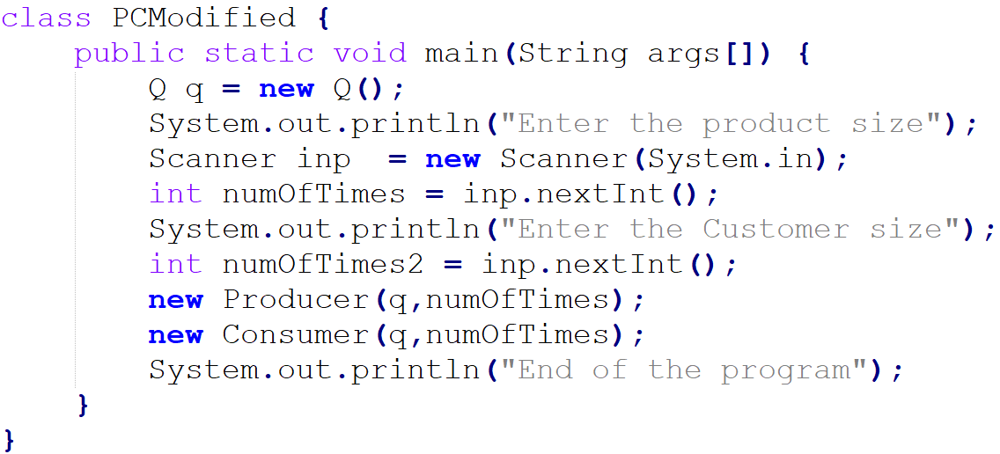 class PCModified {
    public static void main(String args[]) {
        Q q = new Q();
        System.out.println("Enter the product size");
        Scanner inp  = new Scanner(System.in);
        int numOfTimes = inp.nextInt();
        System.out.println("Enter the Customer size");
        int numOfTimes2 = inp.nextInt();
        new Producer(q,numOfTimes);
        new Consumer(q,numOfTimes);
        System.out.println("End of the program");
    }
}